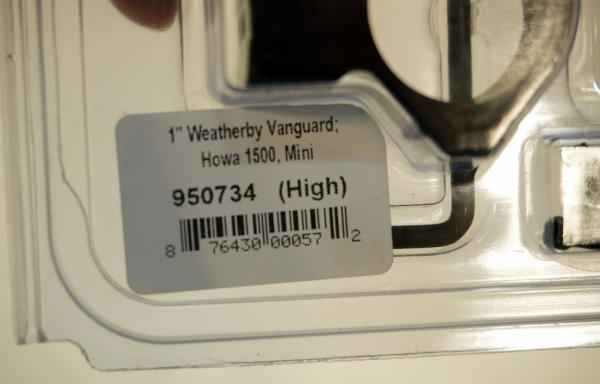 1" Weatherby Vanguard;
Howa 1500, Mini
950734 (High)
8 76430 00057 2